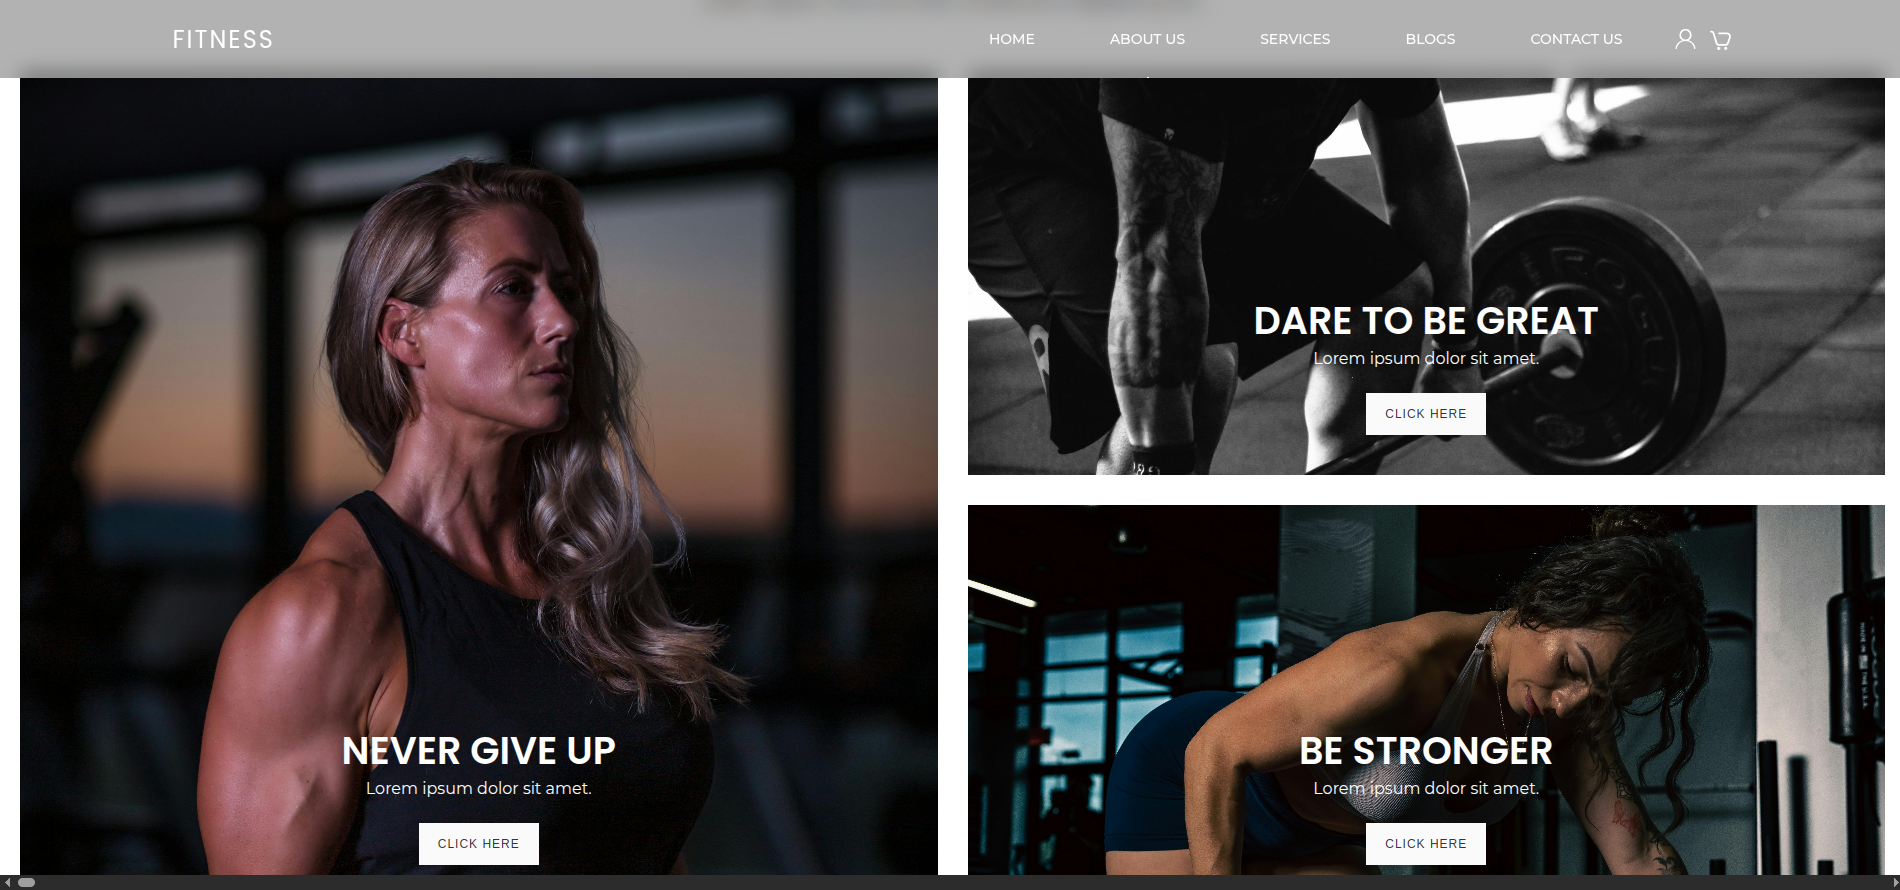 FITNESS
HOME ABOUT US SERVICES BLOGS CONTACT US
NEVER GIVE UP
Lorem ipsum dolor sit amet.
CLICK HERE
DARE TO BE GREAT
Lorem ipsum dolor sit amet.
CLICK HERE
BE STRONGER
Lorem ipsum dolor sit amet.
CLICK HERE